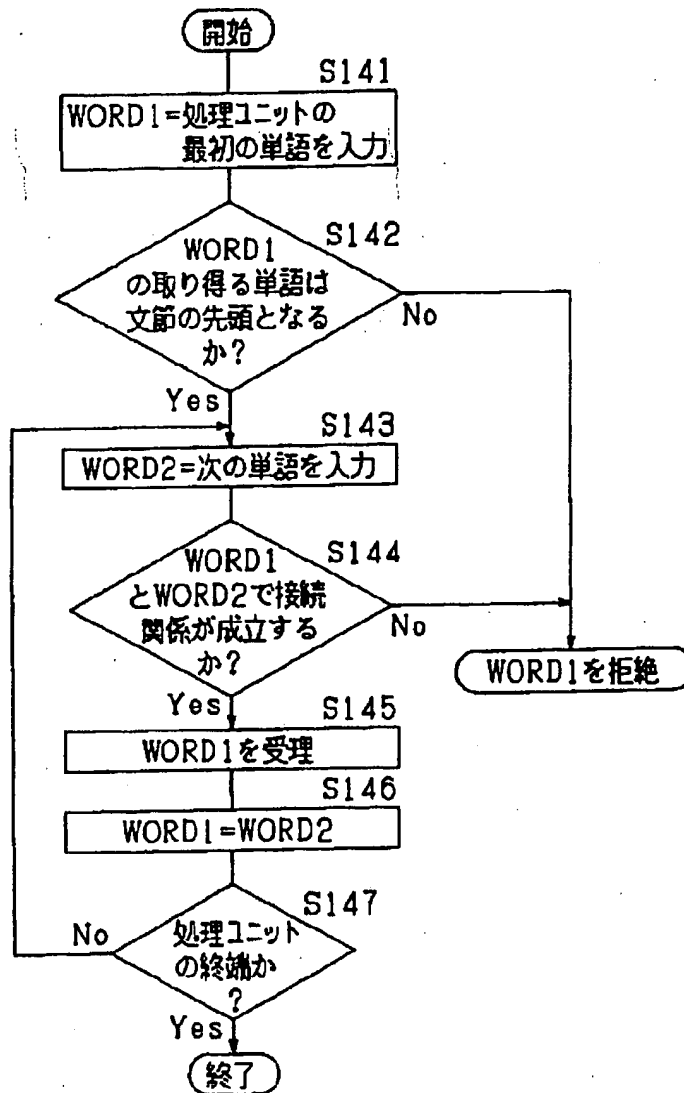 開始
S141
WORD1=処理ユニットの
最初の単語を入力
S142
WORD1
の取り得る単語は
文節の先頭となる
か?
No
Yes
S143
WORD2=次の単語を入力
S144
WORD1
とWORD2で接続
関係が成立する
か?
No
WORD1を拒絶
Yes
S145
WORD1を受理
S146
WORD1=WORD2
S147
No
処理ユニット
の終端か
?
Yes
終了